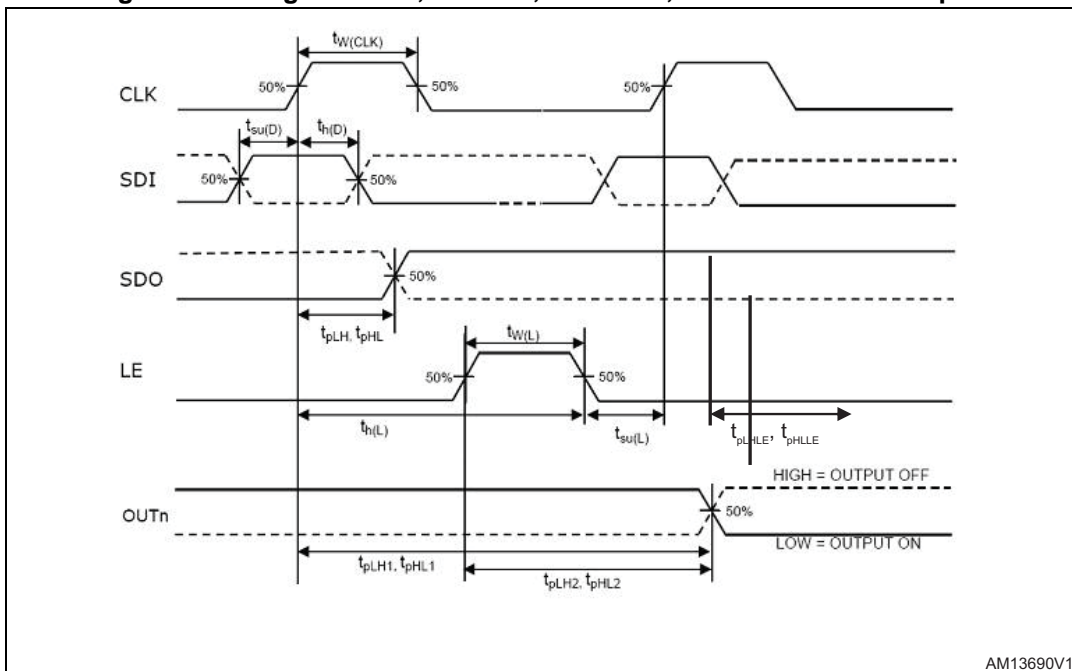 tW(CLK)
50%
50%
50%
CLK
tsu(D)
th(D)
50%
50%
SDI
50%
SDO
tpLH, tpHL
tW(L)
LE
50%
50%
th(L)
tsu(L)
tpLHLE, tpHLLE
HIGH = OUTPUT OFF
OUTn
50%
LOW = OUTPUT ON
tpLH1, tpHL1
tpLH2, tpHL2
AM13690V1